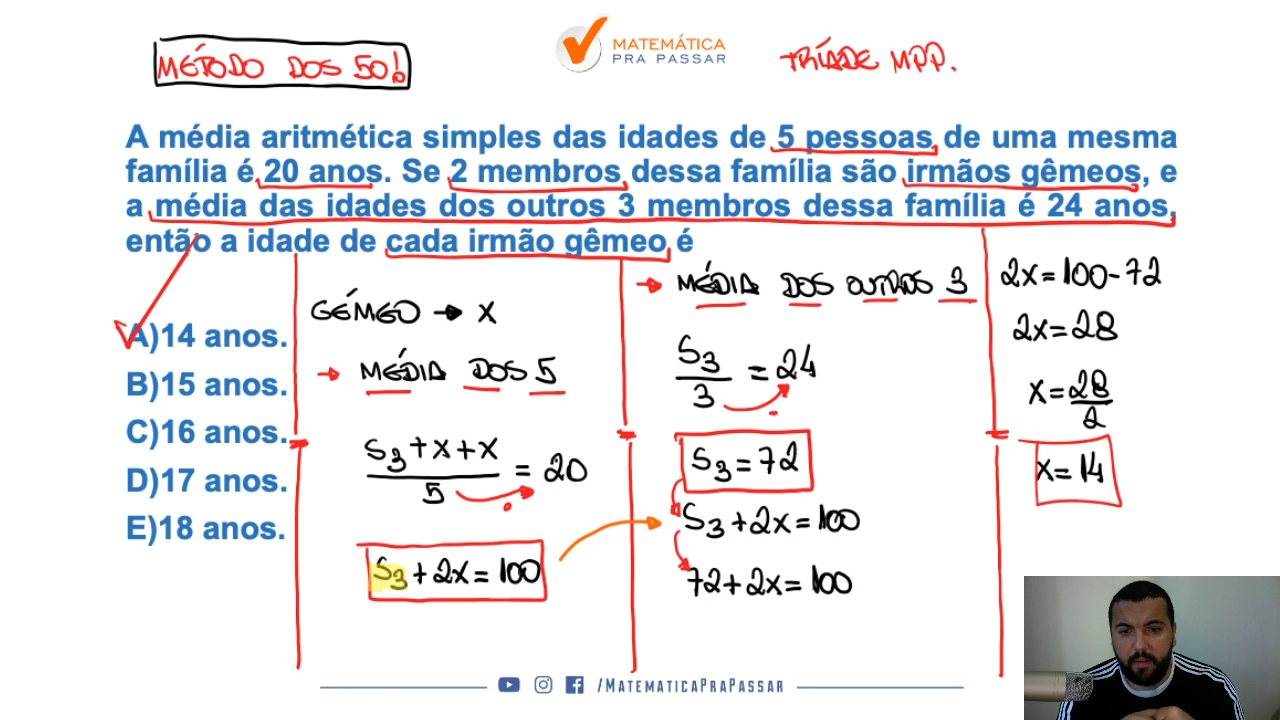 MÉTODO DOS 50!
MATEMÁTICA
PRA PASSAR
TRÍADE MPP.
A média aritmética simples das idades de 5 pessoas de uma mesma
família é 20 anos. Se 2 membros dessa família são irmãos gêmeos, e
a média das idades dos outros 3 membros dessa família é 24 anos,
então a idade de cada irmão gêmeo é
A)14 anos.
B)15 anos.
C)16 anos.
D)17 anos.
E)18 anos.
GÊMEO → X
→ MÉDIA DOS 5
S3 + X + X
5
= 20
S3 + 2X = 100
→ MÉDIA DOS OUTROS 3
S3
3
= 24
S3 = 72
S3 + 2X = 100
72 + 2X = 100
2X = 100 - 72
2X = 28
X = 28
2
X = 14
/MatematicaPraPassar